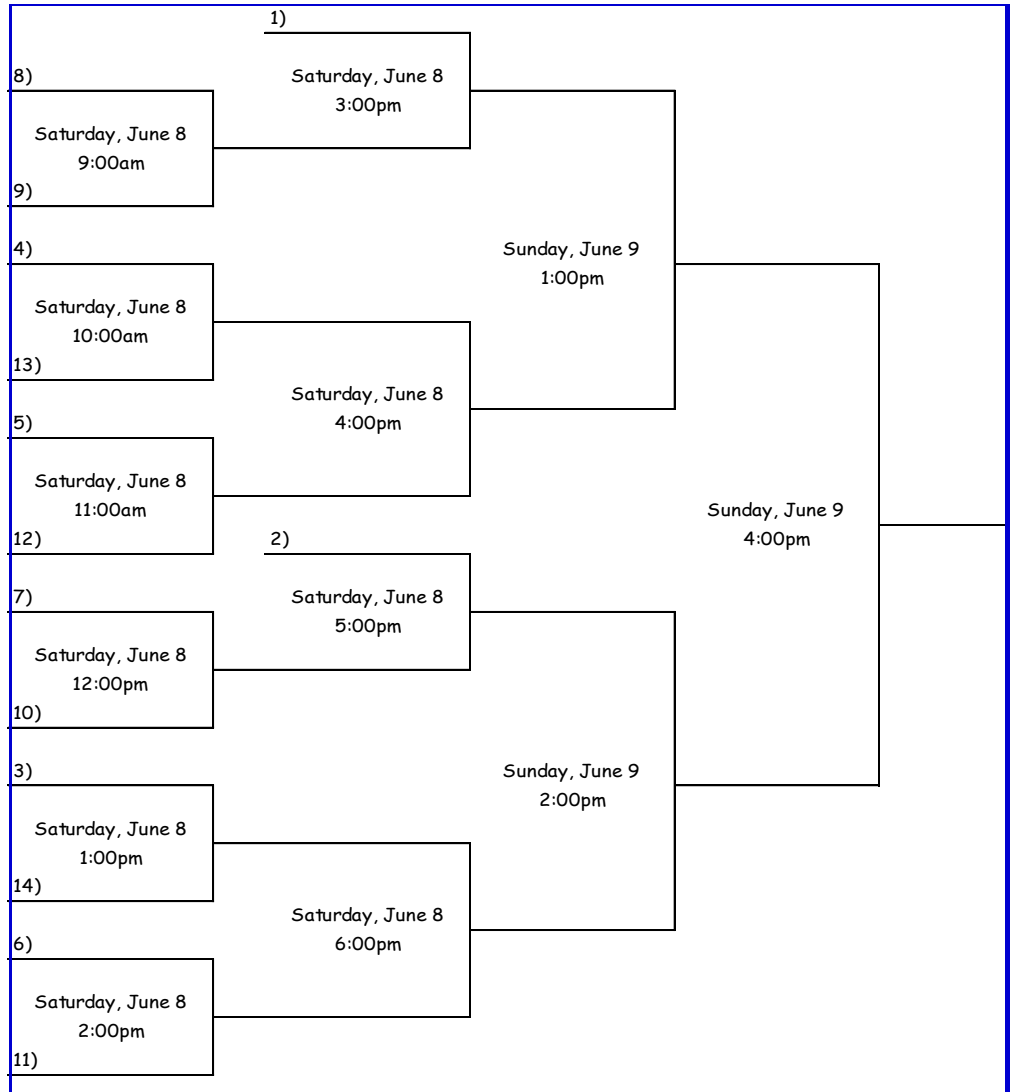 1)
8)
Saturday, June 8
3:00pm
Saturday, June 8
9:00am
9)
4)
Sunday, June 9
1:00pm
Saturday, June 8
10:00am
13)
Saturday, June 8
4:00pm
5)
Saturday, June 8
11:00am
Sunday, June 9
4:00pm
12)
2)
7)
Saturday, June 8
5:00pm
Saturday, June 8
12:00pm
10)
3)
Sunday, June 9
2:00pm
Saturday, June 8
1:00pm
14)
Saturday, June 8
6:00pm
6)
Saturday, June 8
2:00pm
11)